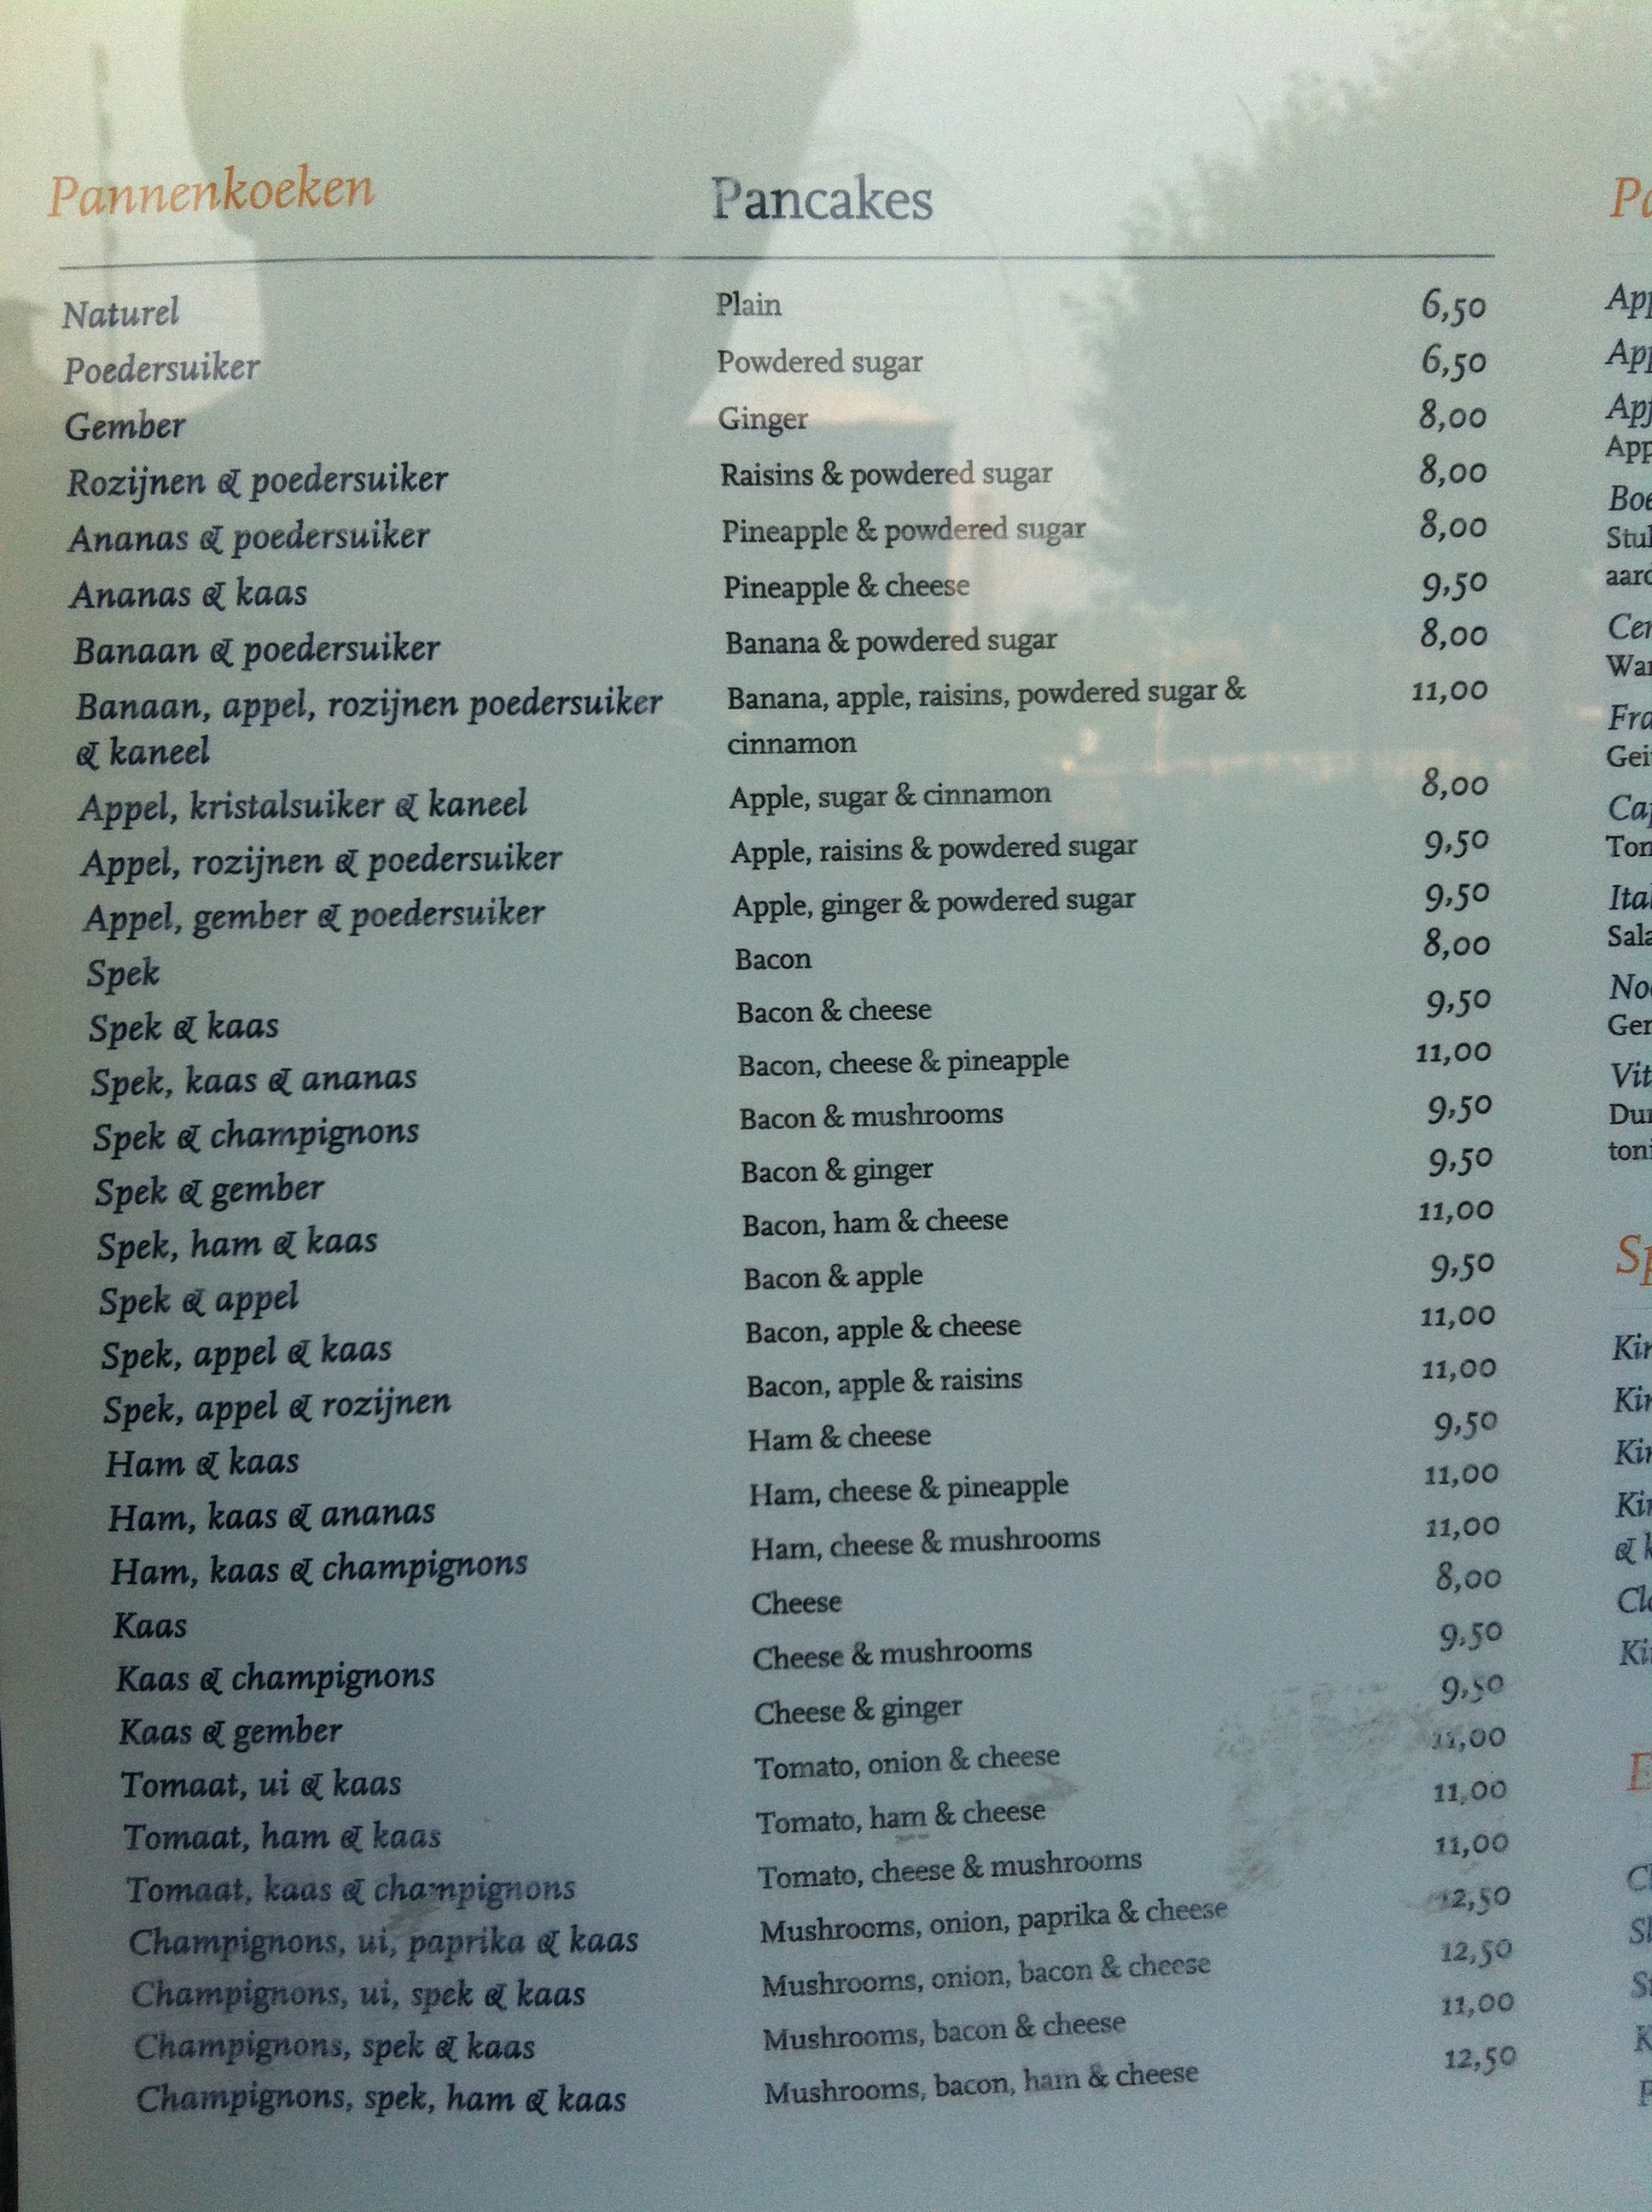 Pannenkoeken Pancakes
Naturel Plain 6,50
Poedersuiker Powdered sugar 6,50
Gember Ginger 8,00
Rozijnen & poedersuiker Raisins & powdered sugar 8,00
Ananas & poedersuiker Pineapple & powdered sugar 8,00
Ananas & kaas Pineapple & cheese 9,50
Banaan & poedersuiker Banana & powdered sugar 8,00
Banaan, appel, rozijnen poedersuiker Banana, apple, raisins, powdered sugar & 11,00
& kaneel cinnamon
Appel, kristalsuiker & kaneel Apple, sugar & cinnamon 8,00
Appel, rozijnen & poedersuiker Apple, raisins & powdered sugar 9,50
Appel, gember & poedersuiker Apple, ginger & powdered sugar 9,50
Spek Bacon 8,00
Spek & kaas Bacon & cheese 9,50
Spek, kaas & ananas Bacon, cheese & pineapple 11,00
Spek & champignons Bacon & mushrooms 9,50
Spek & gember Bacon & ginger 9,50
Spek, ham & kaas Bacon, ham & cheese 11,00
Spek & appel Bacon & apple 9,50
Spek, appel & kaas Bacon, apple & cheese 11,00
Spek, appel & rozijnen Bacon, apple & raisins 11,00
Ham & kaas Ham & cheese 9,50
Ham, kaas & ananas Ham, cheese & pineapple 11,00
Ham, kaas & champignons Ham, cheese & mushrooms 11,00
Kaas Cheese 8,00
Kaas & champignons Cheese & mushrooms 9,50
Kaas & gember Cheese & ginger 9,50
Tomaat, ui & kaas Tomato, onion & cheese 11,00
Tomaat, ham & kaas Tomato, ham & cheese 11,00
Tomaat, kaas & champignons Tomato, cheese & mushrooms 11,00
Champignons, ui, paprika & kaas Mushrooms, onion, paprika & cheese 12,50
Champignons, ui, spek & kaas Mushrooms, onion, bacon & cheese 12,50
Champignons, spek & kaas Mushrooms, bacon & cheese 11,00
Champignons, spek, ham & kaas Mushrooms, bacon, ham & cheese 12,50